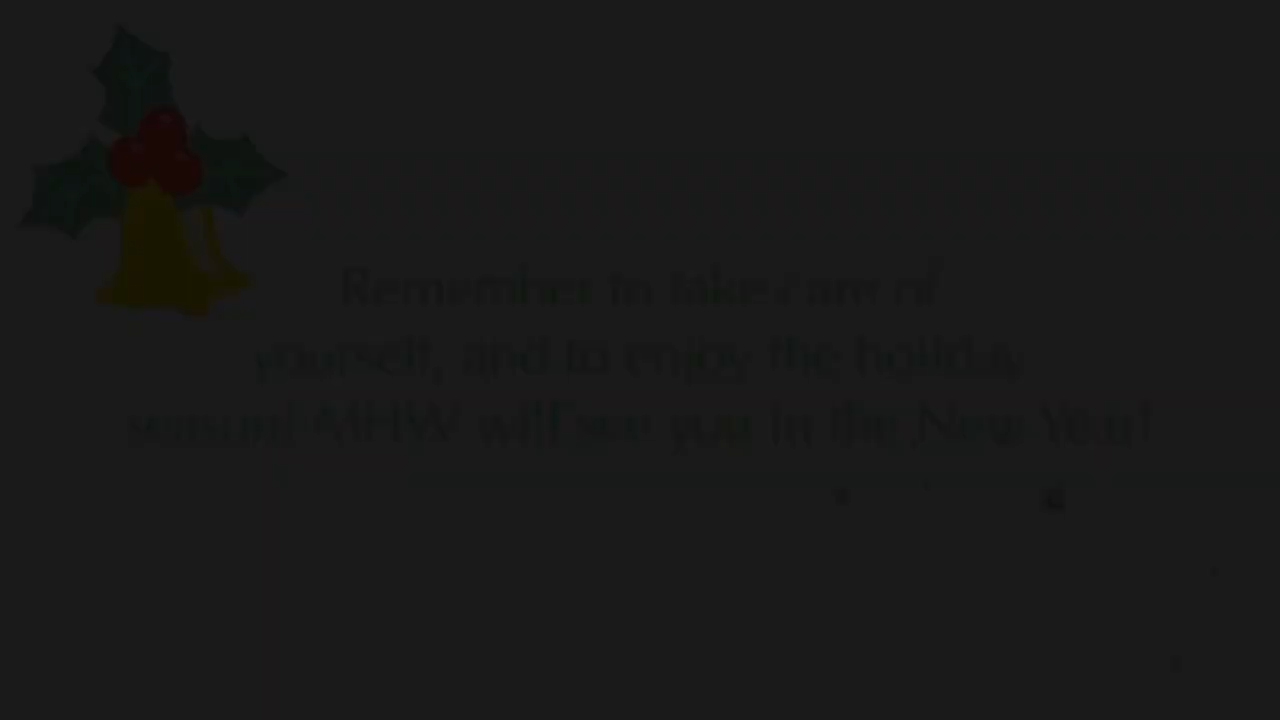 Remember to take care of
yourself, and to enjoy the holiday
season! MHW will see you in the New Year!